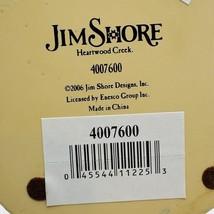 JIM SHORE
Heartwood Creek.
4007600
©2006 Jim Shore Designs, Inc.
Licensed by Enesco Group Inc.
Made in China
4007600
0 45544 11225 3